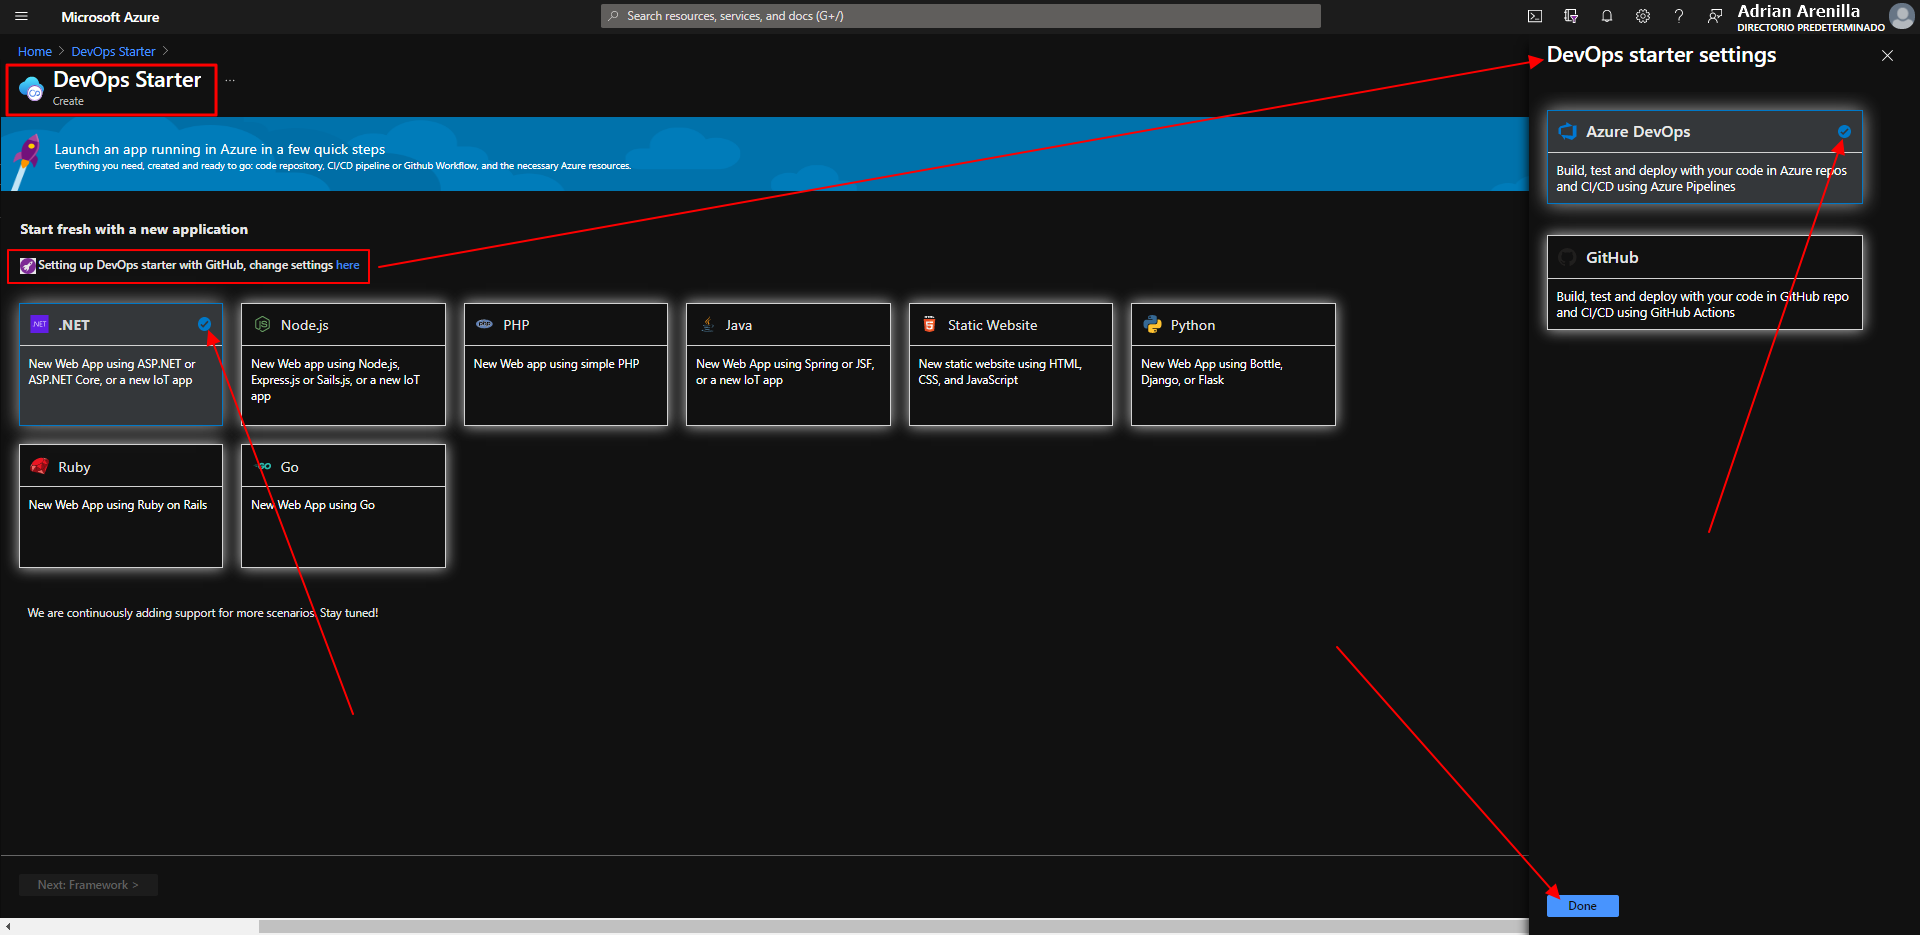 Microsoft Azure
Search resources, services, and docs (G+/)
Adrian Arenilla
DIRECTORIO PREDETERMINADO
Home > DevOps Starter >
DevOps Starter ...
Create
Launch an app running in Azure in a few quick steps
Everything you need, created and ready to go: code repository, CI/CD pipeline or Github Workflow, and the necessary Azure resources.
Start fresh with a new application
Setting up DevOps starter with GitHub, change settings here
.NET
New Web App using ASP.NET or
ASP.NET Core, or a new IoT app
Node.js
New Web app using Node.js,
Express.js or Sails.js, or a new IoT
app
php
PHP
New Web app using simple PHP
Java
New Web App using Spring or JSF,
or a new IoT app
Static Website
New static website using HTML,
CSS, and JavaScript
Python
New Web App using Bottle,
Django, or Flask
Ruby
New Web App using Ruby on Rails
Go
New Web App using Go
We are continuously adding support for more scenarios. Stay tuned!
Next: Framework >
DevOps starter settings
Azure DevOps
Build, test and deploy with your code in Azure repos
and CI/CD using Azure Pipelines
GitHub
Build, test and deploy with your code in GitHub repo
and CI/CD using GitHub Actions
Done